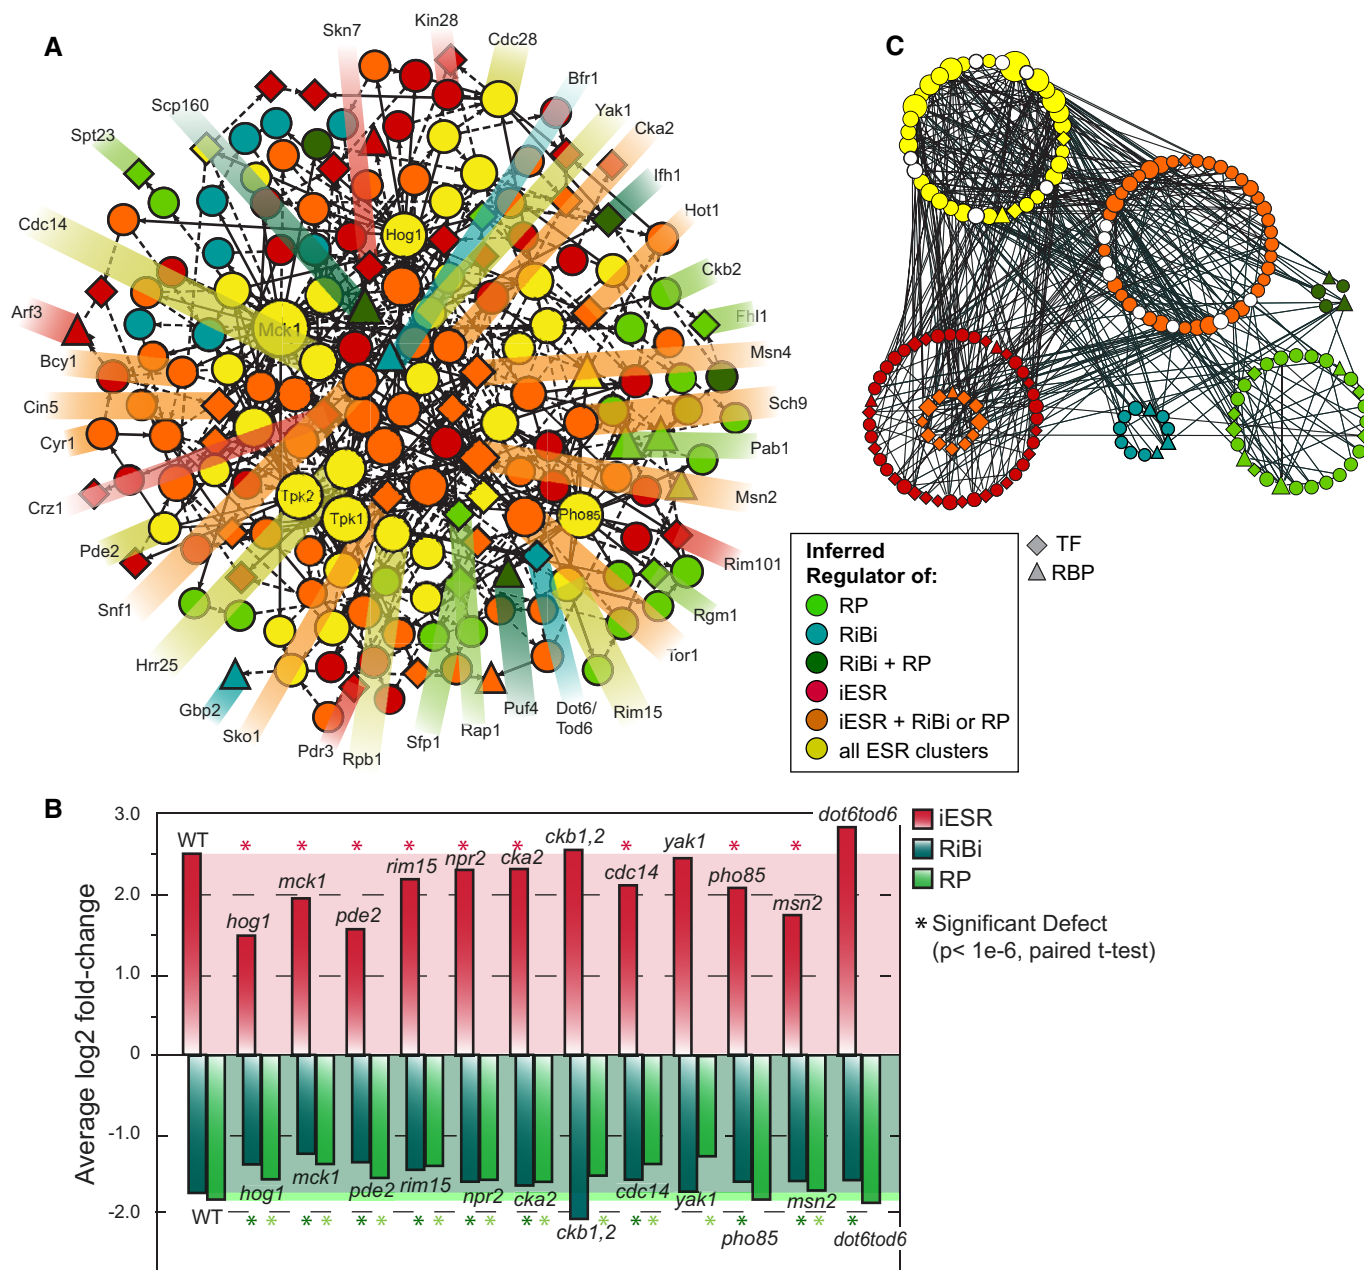 A
Skn7
Kin28
Cdc28
Scp160
Bfr1
Spt23
Yak1
Cka2
Ifh1
Cdc14
Hot1
Hog1
Ckb2
Arf3
Mck1
Fhl1
Bcy1
Msn4
Cin5
Sch9
Cyr1
Pab1
Crz1
Tpk2
Tpk1
Pho85
Msn2
Pde2
Rim101
Snf1
Rgm1
Hrr25
Tor1
Gbp2
Sko1
Pdr3
Rpb1
Sfp1
Rap1
Puf4
Dot6/
Tod6
Rim15
C
Inferred
Regulator of:
RP
RiBi
RiBi + RP
iESR
iESR + RiBi or RP
all ESR clusters
TF
RBP
B
Average log2 fold-change
3.0
2.0
1.0
0
-1.0
-2.0
WT
* * * * * * * * *
hog1
mck1
pde2
rim15
npr2
cka2
ckb1,2
cdc14
yak1
pho85
msn2
dot6tod6
WT
hog1
mck1
pde2
rim15
npr2
cka2
ckb1,2
cdc14
yak1
pho85
msn2
dot6tod6
* * * * * * * * * * * * * * * * * * * *
iESR
RiBi
RP
* Significant Defect
(p< 1e-6, paired t-test)